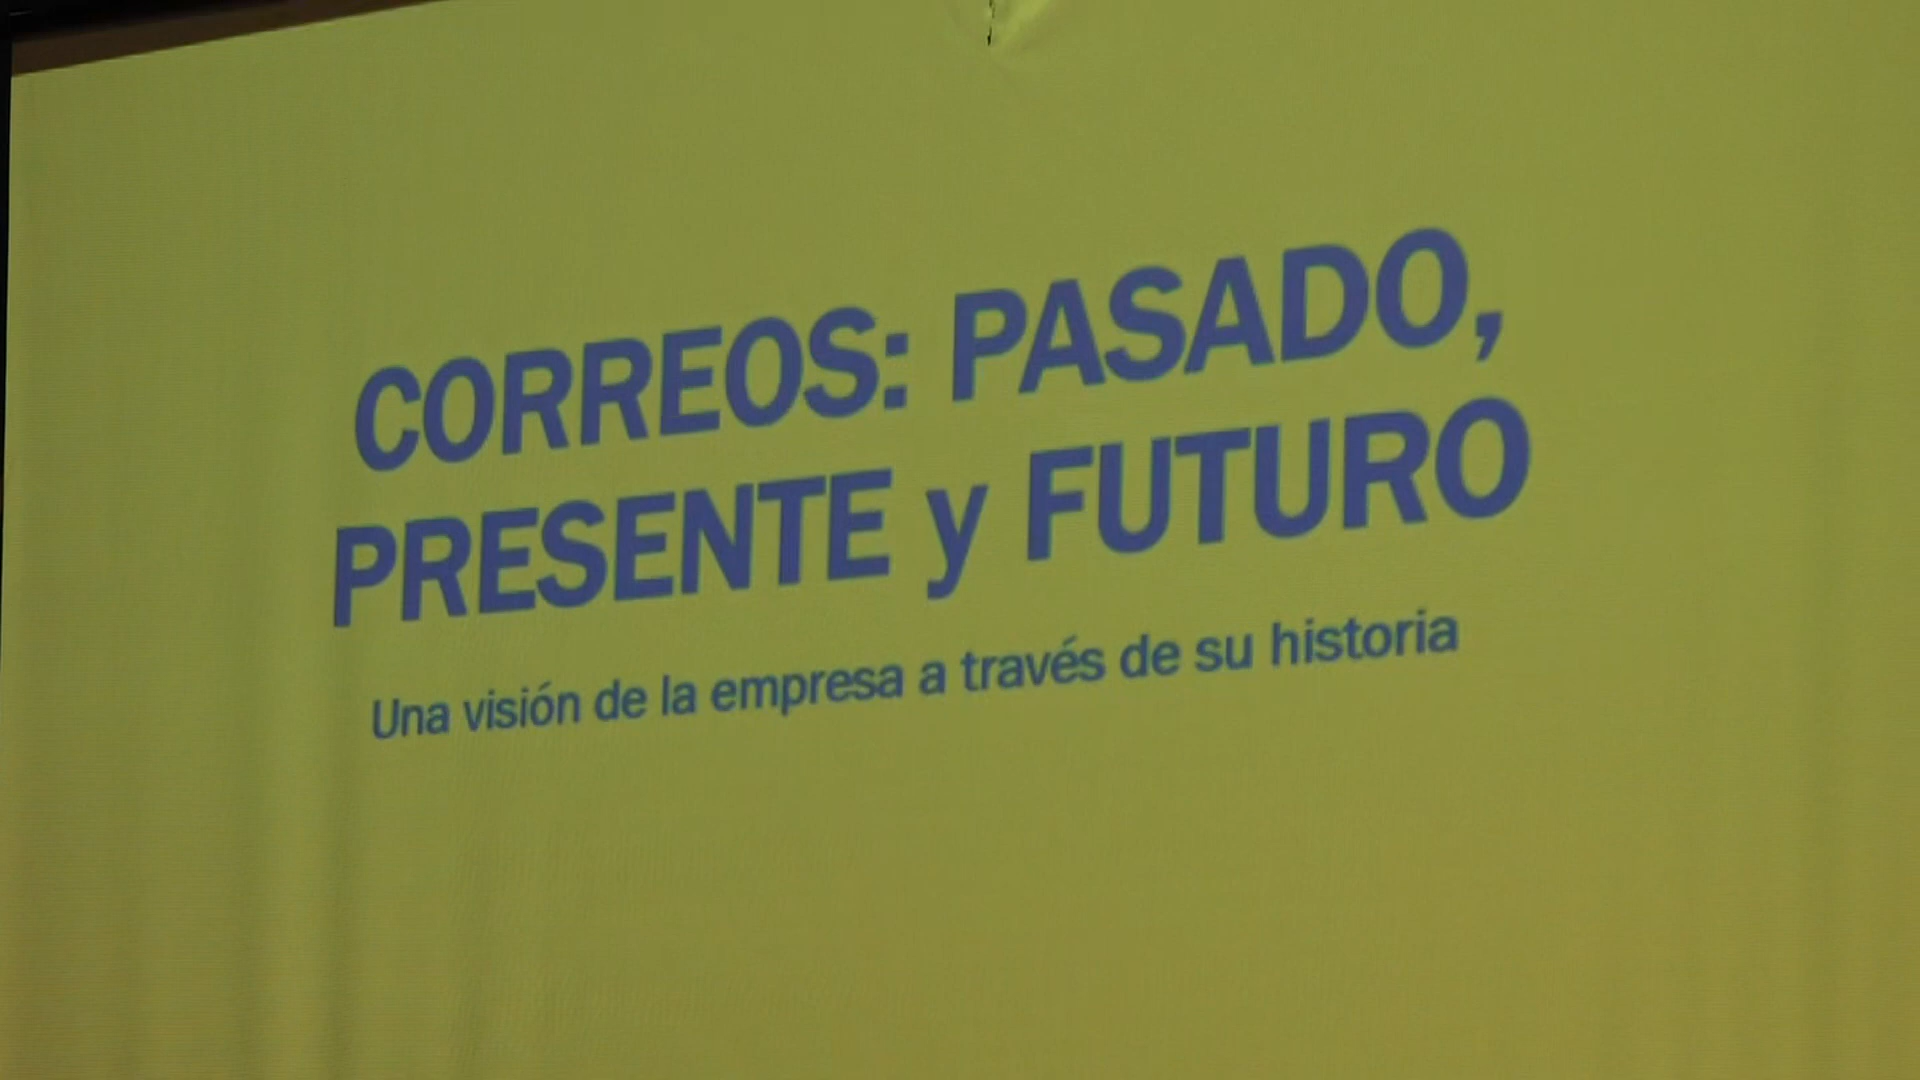 CORREOS: PASADO,
PRESENTE y FUTURO
Una visión de la empresa a través de su historia